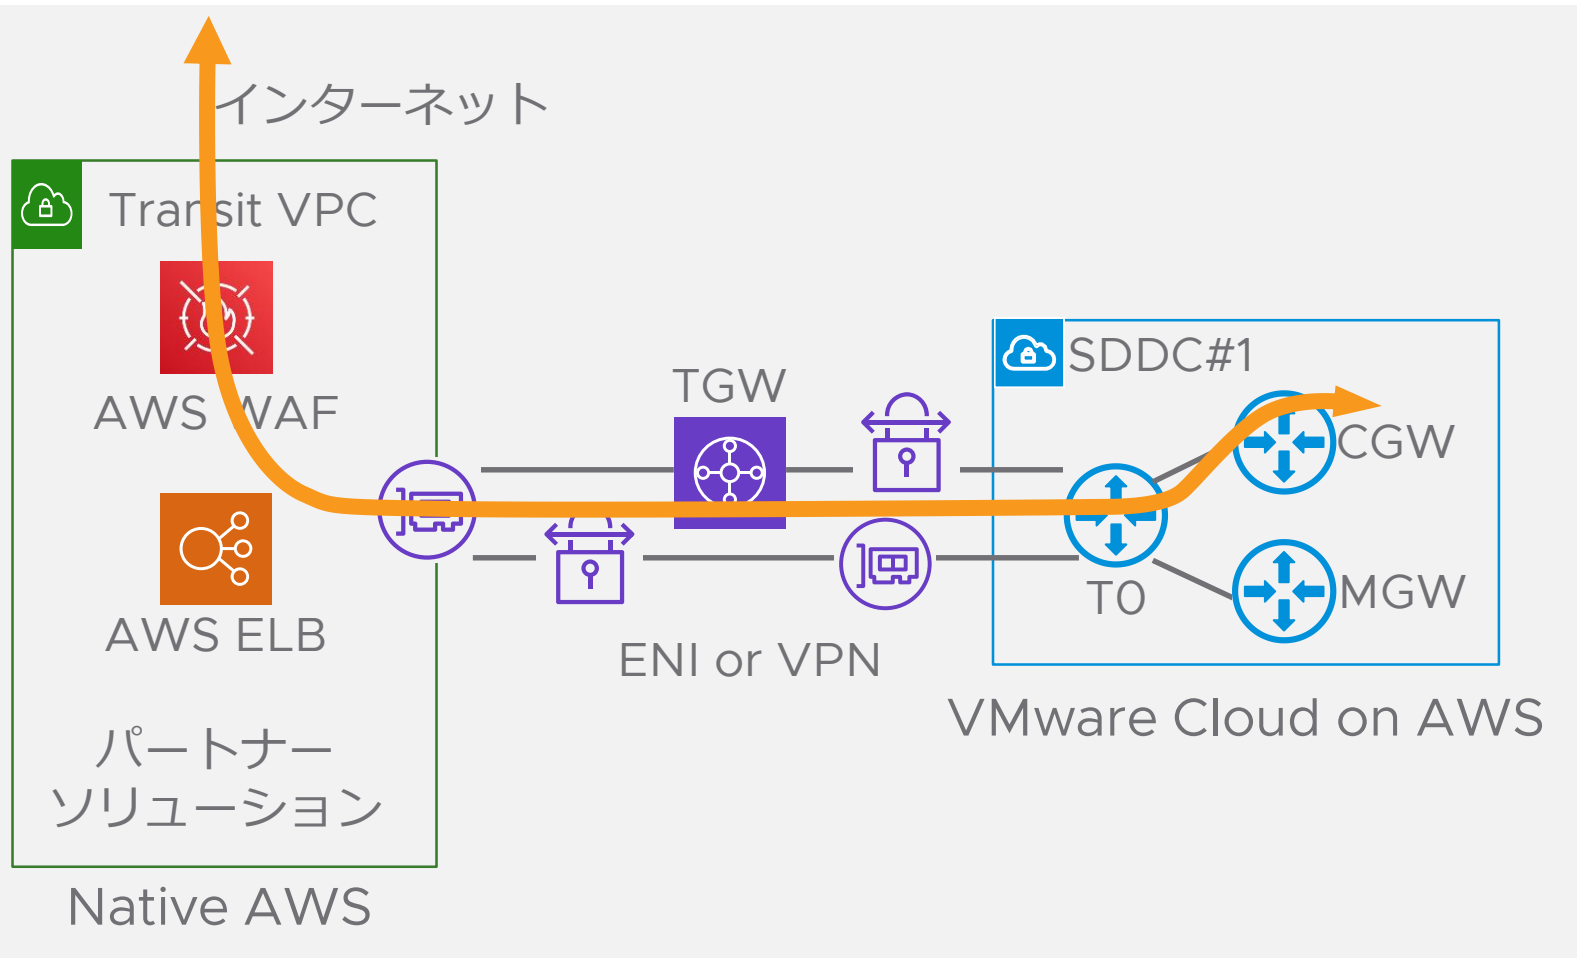 インターネット
Transit VPC
AWS WAF
AWS ELB
パートナー
ソリューション
Native AWS
TGW
ENI or VPN
SDDC#1
CGW
T0
MGW
VMware Cloud on AWS